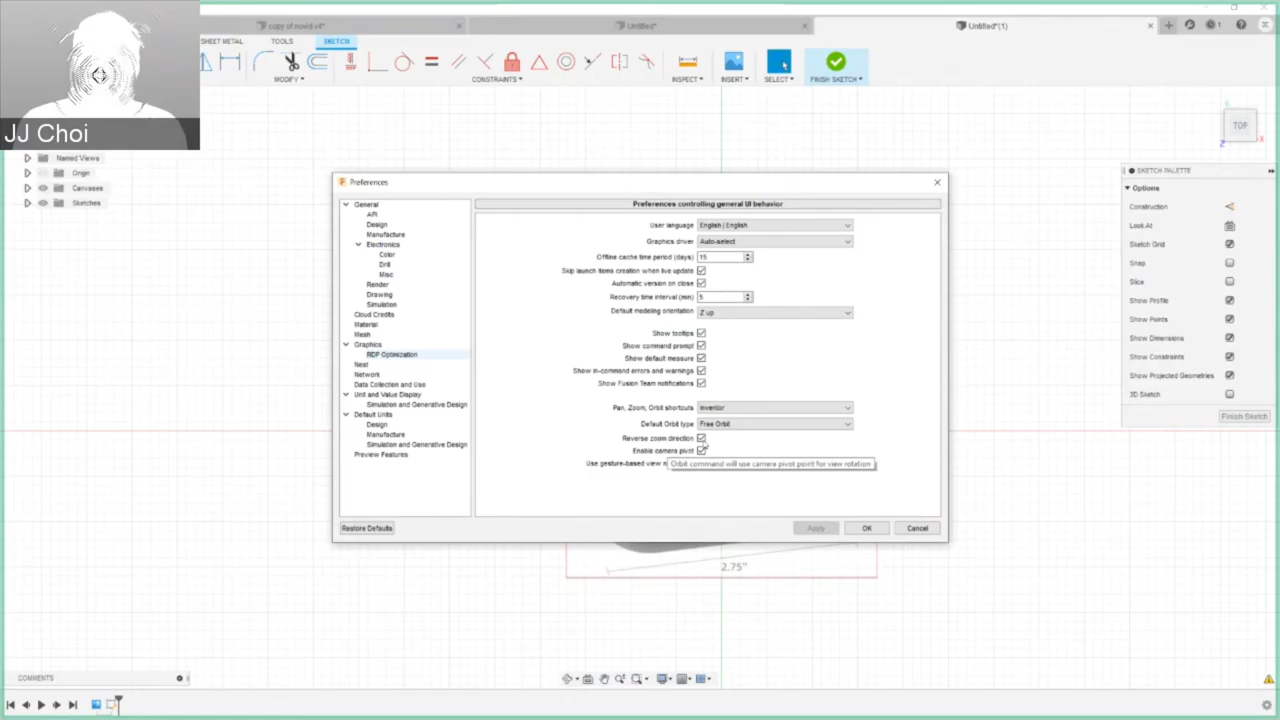 copy of novid v4*
Untitled*
Untitled*(1)
1
SHEET METAL
TOOLS
SKETCH
MODIFY
CONSTRAINTS
INSPECT
INSERT
SELECT
FINISH SKETCH
JJ Choi
TOP
X
Z
Named Views
Origin
Canvases
Sketches
SKETCH PALETTE
Options
Construction
Look At
Sketch Grid
Snap
Slice
Show Profile
Show Points
Show Dimensions
Show Constraints
Show Projected Geometries
3D Sketch
Finish Sketch
Preferences
General
API
Design
Manufacture
Electronics
Color
Drill
Misc
Render
Drawing
Simulation
Cloud Credits
Material
Mesh
Graphics
RDP Optimization
Nest
Network
Data Collection and Use
Unit and Value Display
Simulation and Generative Design
Default Units
Design
Manufacture
Simulation and Generative Design
Preview Features
Preferences controlling general UI behavior
User language English | English
Graphics driver Auto-select
Offline cache time period (days) 15
Skip launch items creation when live update
Automatic version on close
Recovery time interval (min) 5
Default modeling orientation Z up
Show tooltips
Show command prompt
Show default measure
Show in-command errors and warnings
Show Fusion Team notifications
Pan, Zoom, Orbit shortcuts Inventor
Default Orbit type Free Orbit
Reverse zoom direction
Enable camera pivot
Use gesture-based view n
Orbit command will use camera pivot point for view rotation
Restore Defaults
Apply
OK
Cancel
2.75"
COMMENTS